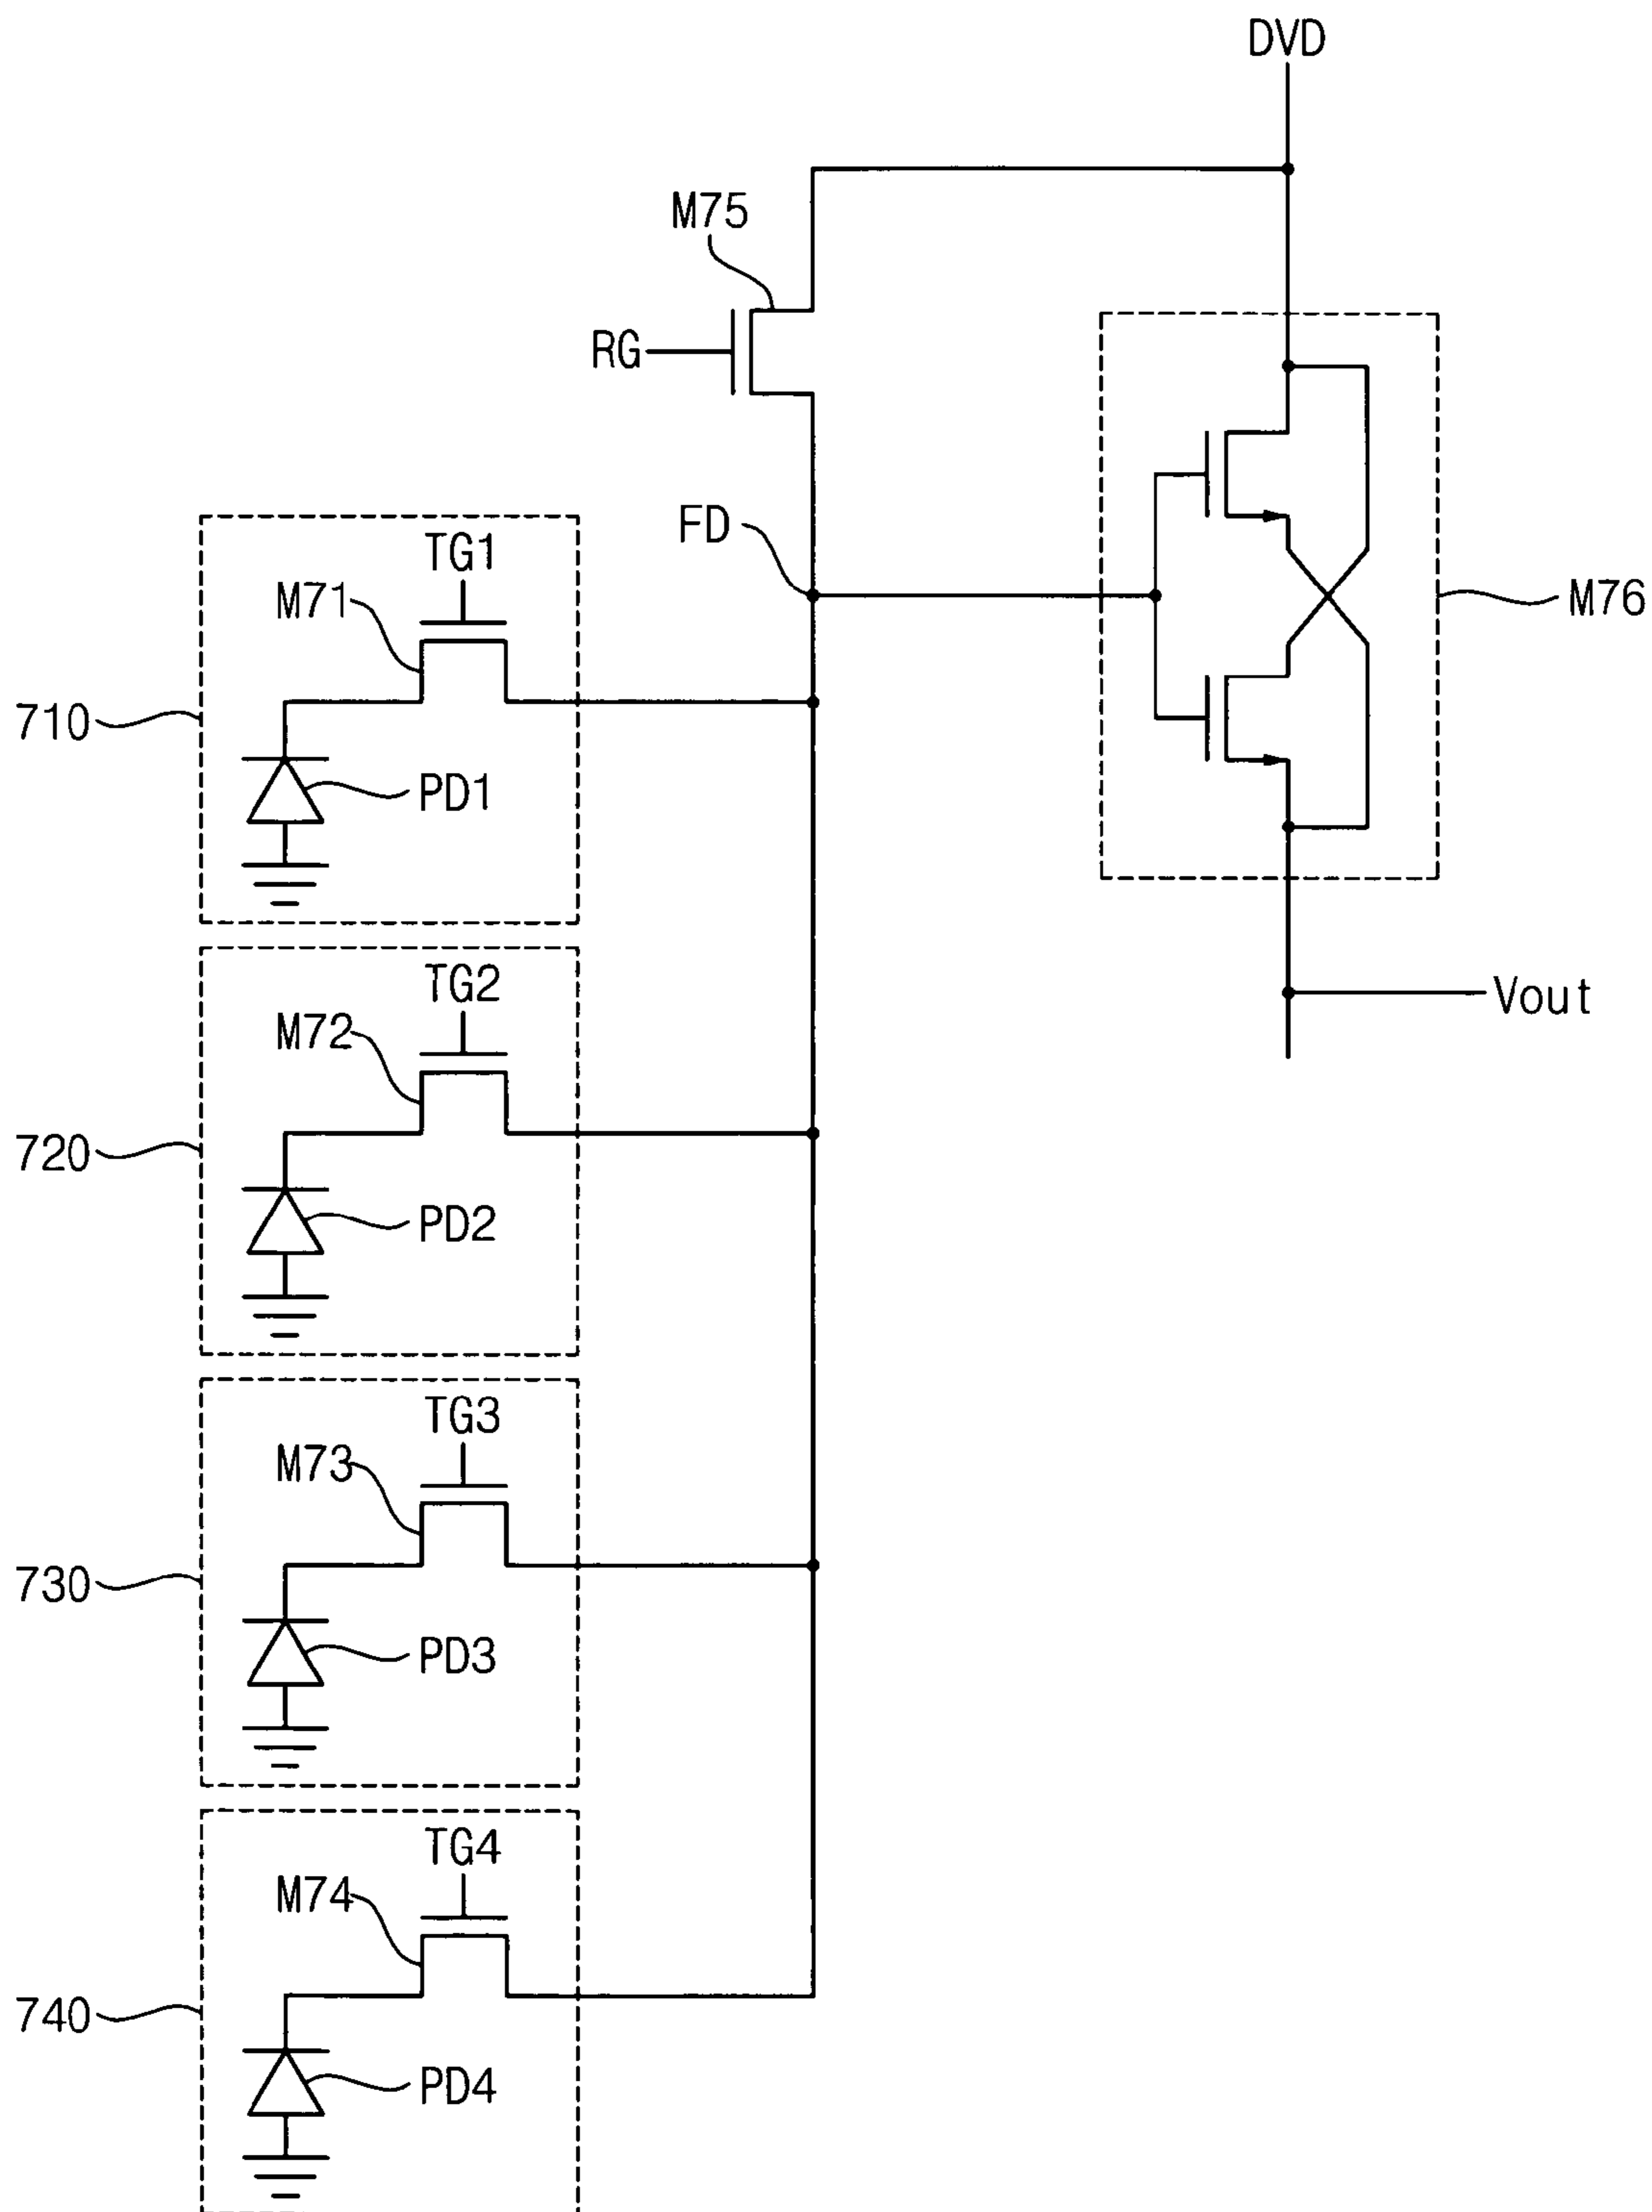 DVD
M75
RG
FD
TG1
M71
M76
710
PD1
TG2
M72
Vout
720
PD2
TG3
M73
730
PD3
TG4
M74
740
PD4